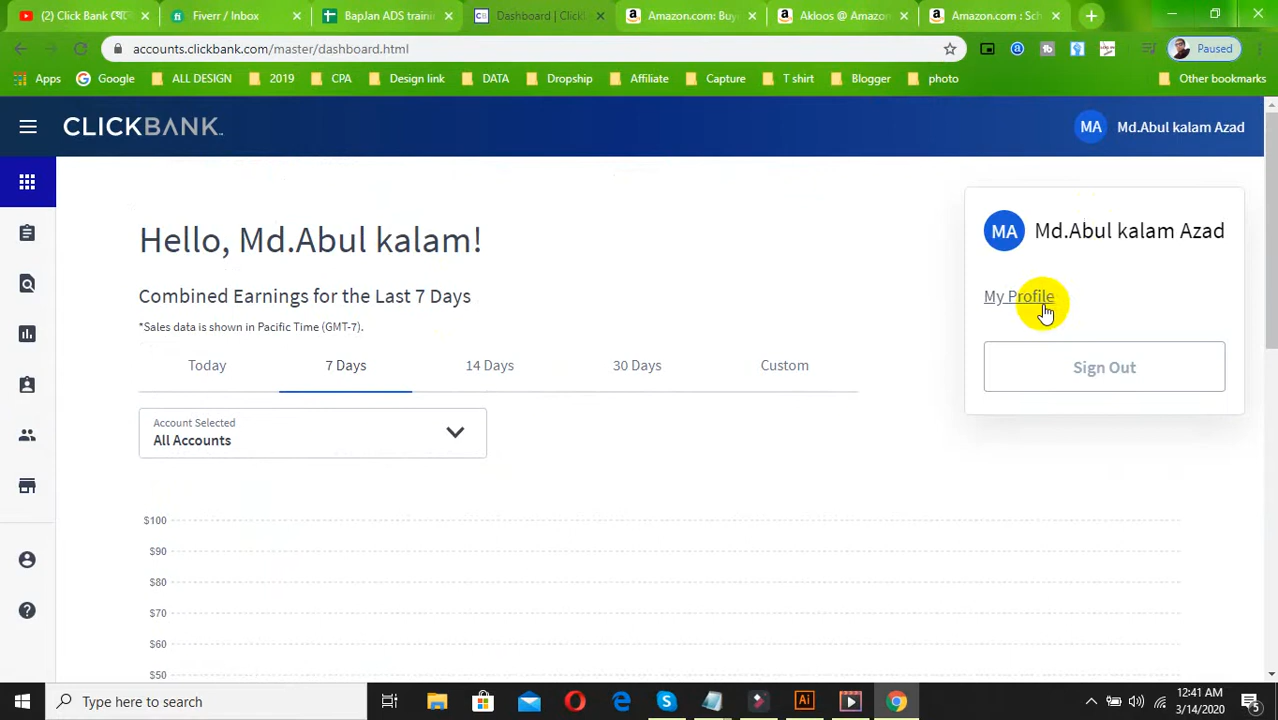 (2) Click Bank
Fiverr / Inbox
BapJan ADS traini
Dashboard | Click
Amazon.com: Buy
Akloos @ Amazon
Amazon.com : Sch
accounts.clickbank.com/master/dashboard.html
Paused
Apps
Google
ALL DESIGN
2019
CPA
Design link
DATA
Dropship
Affiliate
Capture
T shirt
Blogger
photo
Other bookmarks
CLICKBANK
MA
Md.Abul kalam Azad
Hello, Md.Abul kalam!
MA
Md.Abul kalam Azad
My Profile
Sign Out
Combined Earnings for the Last 7 Days
*Sales data is shown in Pacific Time (GMT-7).
Today
7 Days
14 Days
30 Days
Custom
Account Selected
All Accounts
$100
$90
$80
$70
$60
$50
Type here to search
12:41 AM
3/14/2020
5